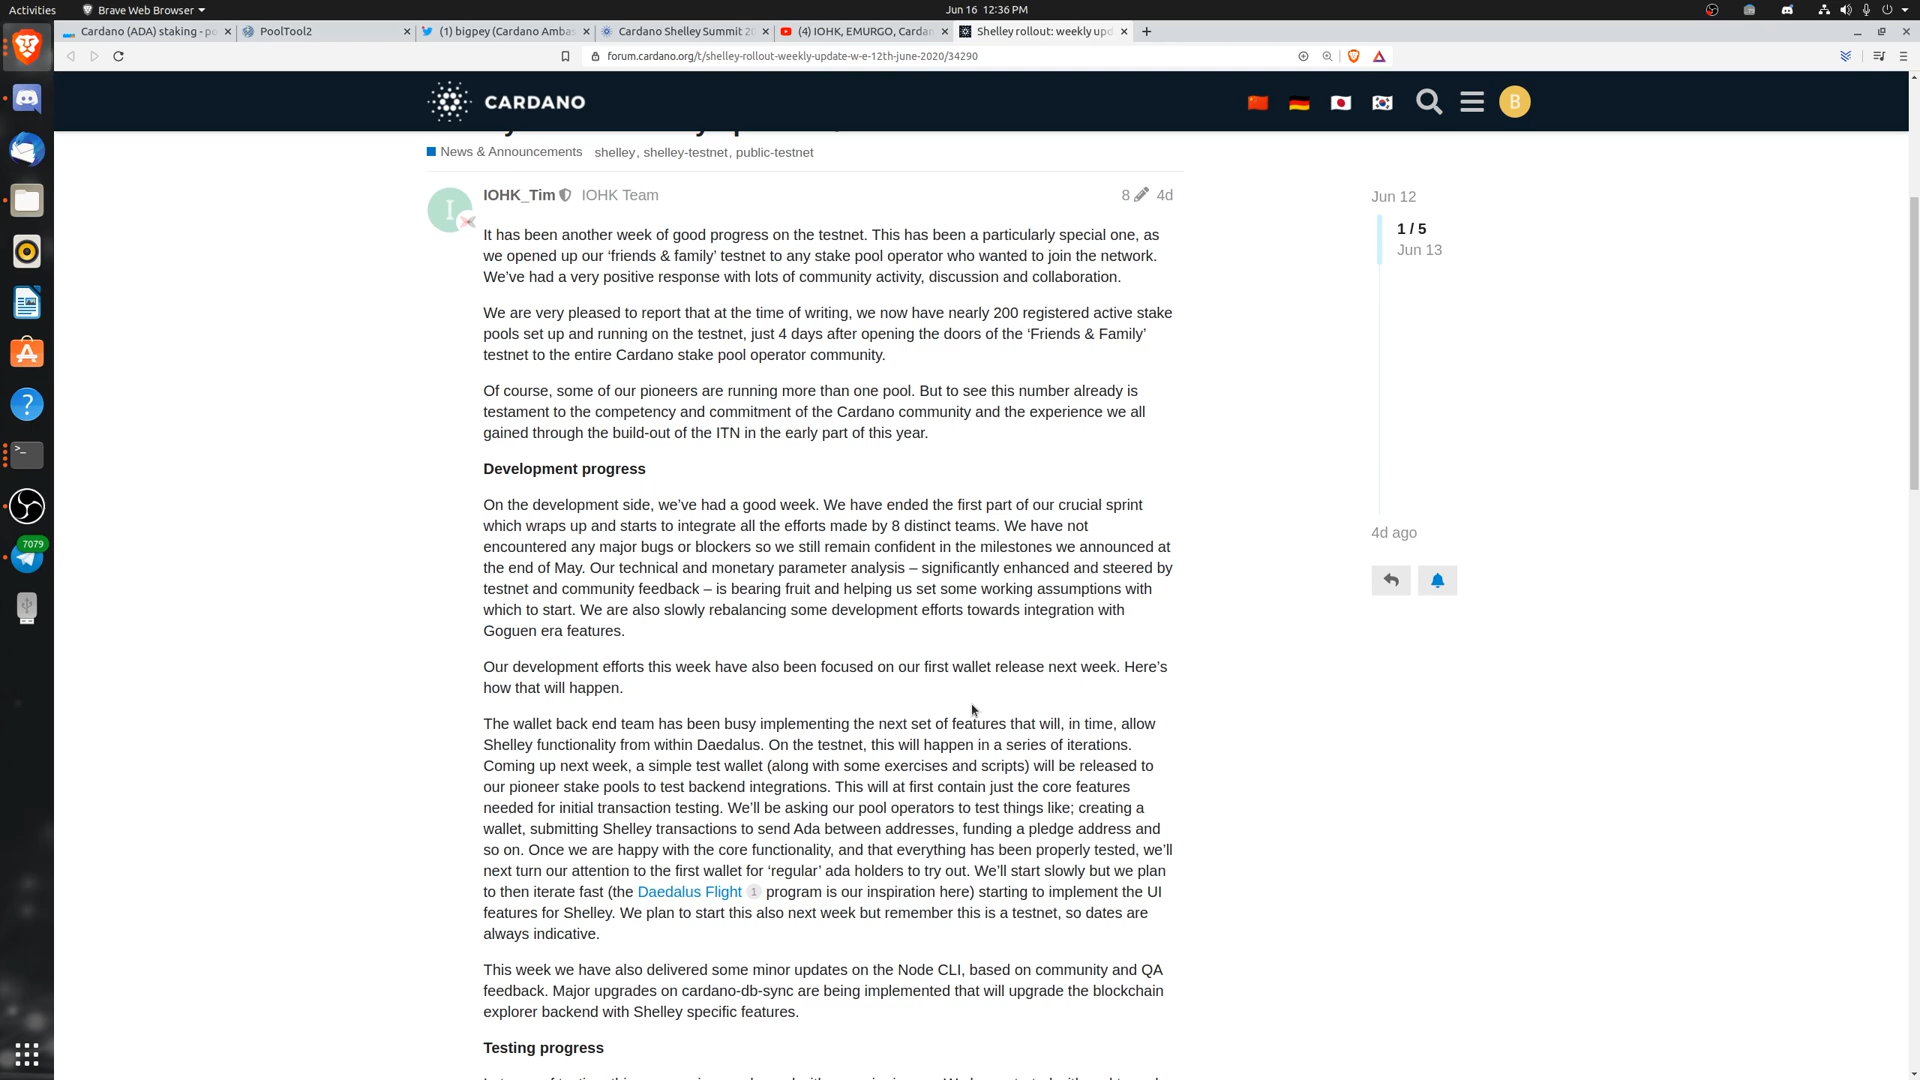 Activities
Brave Web Browser
Jun 16 12:36 PM
Cardano (ADA) staking - po
PoolTool2
(1) bigpey (Cardano Ambas
Cardano Shelley Summit 20
(4) IOHK, EMURGO, Cardan
Shelley rollout: weekly upd
forum.cardano.org/t/shelley-rollout-weekly-update-w-e-12th-june-2020/34290
CARDANO
B
News & Announcements shelley, shelley-testnet, public-testnet
I
IOHK_Tim IOHK Team
8 4d
It has been another week of good progress on the testnet. This has been a particularly special one, as
we opened up our ‘friends & family’ testnet to any stake pool operator who wanted to join the network.
We’ve had a very positive response with lots of community activity, discussion and collaboration.
We are very pleased to report that at the time of writing, we now have nearly 200 registered active stake
pools set up and running on the testnet, just 4 days after opening the doors of the ‘Friends & Family’
testnet to the entire Cardano stake pool operator community.
Of course, some of our pioneers are running more than one pool. But to see this number already is
testament to the competency and commitment of the Cardano community and the experience we all
gained through the build-out of the ITN in the early part of this year.
Development progress
On the development side, we’ve had a good week. We have ended the first part of our crucial sprint
which wraps up and starts to integrate all the efforts made by 8 distinct teams. We have not
encountered any major bugs or blockers so we still remain confident in the milestones we announced at
the end of May. Our technical and monetary parameter analysis – significantly enhanced and steered by
testnet and community feedback – is bearing fruit and helping us set some working assumptions with
which to start. We are also slowly rebalancing some development efforts towards integration with
Goguen era features.
Our development efforts this week have also been focused on our first wallet release next week. Here’s
how that will happen.
The wallet back end team has been busy implementing the next set of features that will, in time, allow
Shelley functionality from within Daedalus. On the testnet, this will happen in a series of iterations.
Coming up next week, a simple test wallet (along with some exercises and scripts) will be released to
our pioneer stake pools to test backend integrations. This will at first contain just the core features
needed for initial transaction testing. We’ll be asking our pool operators to test things like; creating a
wallet, submitting Shelley transactions to send Ada between addresses, funding a pledge address and
so on. Once we are happy with the core functionality, and that everything has been properly tested, we’ll
next turn our attention to the first wallet for ‘regular’ ada holders to try out. We’ll start slowly but we plan
to then iterate fast (the Daedalus Flight 1 program is our inspiration here) starting to implement the UI
features for Shelley. We plan to start this also next week but remember this is a testnet, so dates are
always indicative.
This week we have also delivered some minor updates on the Node CLI, based on community and QA
feedback. Major upgrades on cardano-db-sync are being implemented that will upgrade the blockchain
explorer backend with Shelley specific features.
Testing progress
Jun 12
1 / 5
Jun 13
4d ago
7079